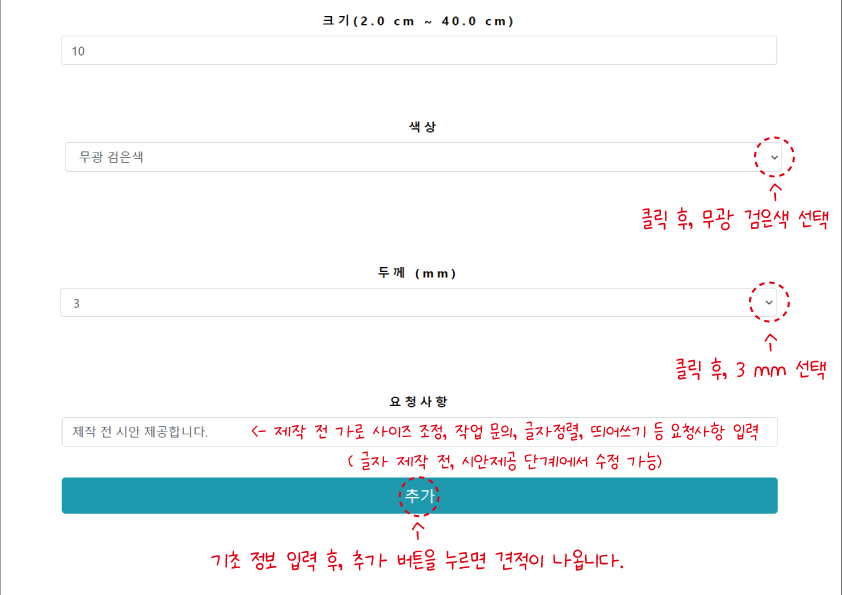 크기(2.0 cm ~ 40.0 cm)
10
색상
무광 검은색
클릭 후, 무광 검은색 선택
두께 (mm)
3
클릭 후, 3 mm 선택
요청사항
제작 전 시안 제공합니다. <- 제작 전 가로 사이즈 조정, 작업 문의, 글자정렬, 띄어쓰기 등 요청사항 입력
( 글자 제작 전, 시안제공 단계에서 수정 가능)
추가
기초 정보 입력 후, 추가 버튼을 누르면 견적이 나옵니다.